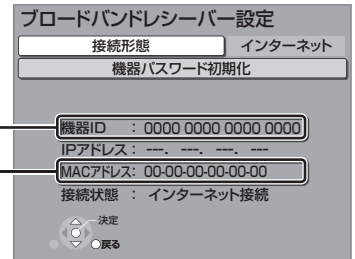 ブロードバンドレシーバー設定
接続形態 インターネット
機器パスワード初期化
機器ID : 0000 0000 0000 0000
IPアドレス : ---. ---. ---. ---
MACアドレス: 00-00-00-00-00-00
接続状態 : インターネット接続
決定
戻る